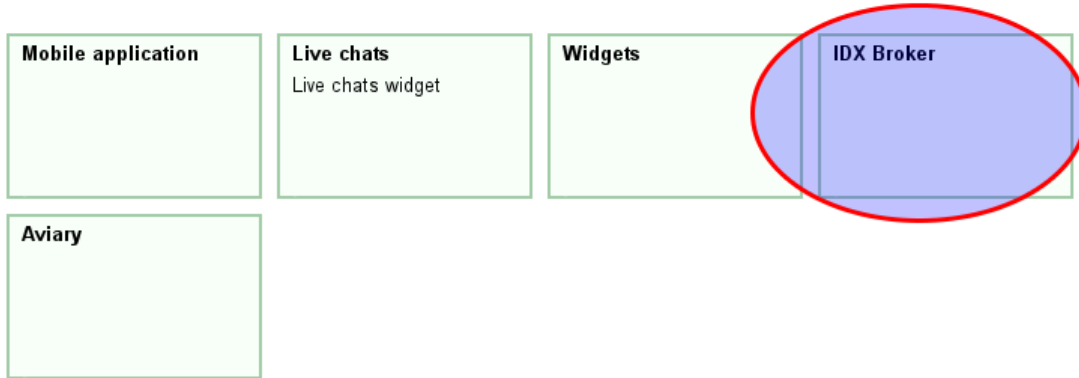 Mobile application
Live chats
Live chats widget
Widgets
IDX Broker
Aviary